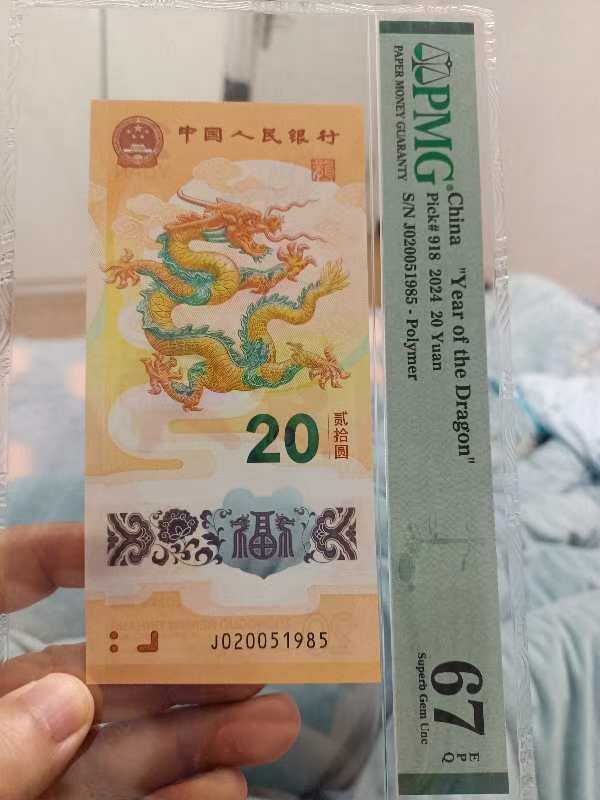 中国人民银行
20
贰拾圆
福
J020051985
PMG
PAPER MONEY GUARANTY
China "Year of the Dragon"
Pick# 918 2024 20 Yuan
S/N J020051985 - Polymer
67 EPQ
Superb Gem Unc